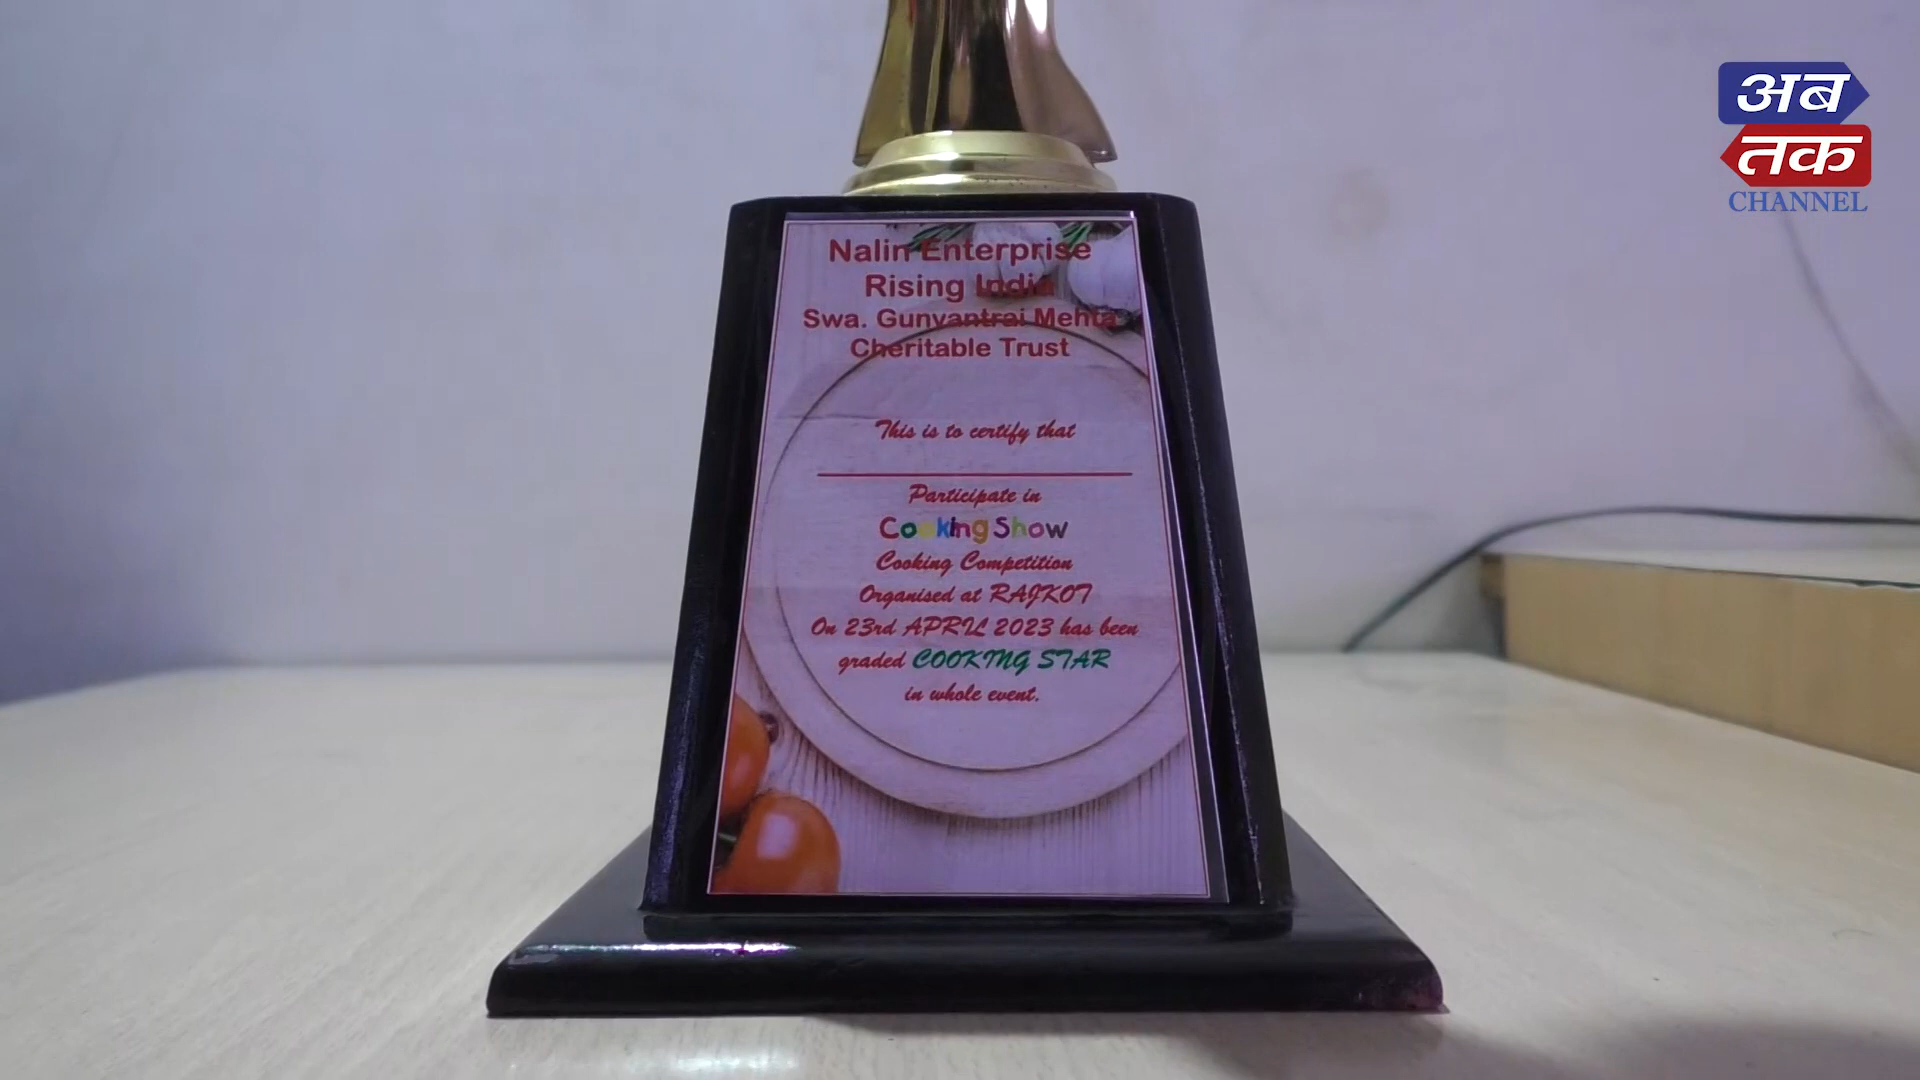 अब
तक
CHANNEL
Nalin Enterprise
Rising India
Swa. Gunvantrai Mehta
Cheritable Trust
This is to certify that
Participate in
Cooking Show
Cooking Competition
Organised at RAJKOT
On 23rd APRIL 2023 has been
graded COOKING STAR
in whole event.